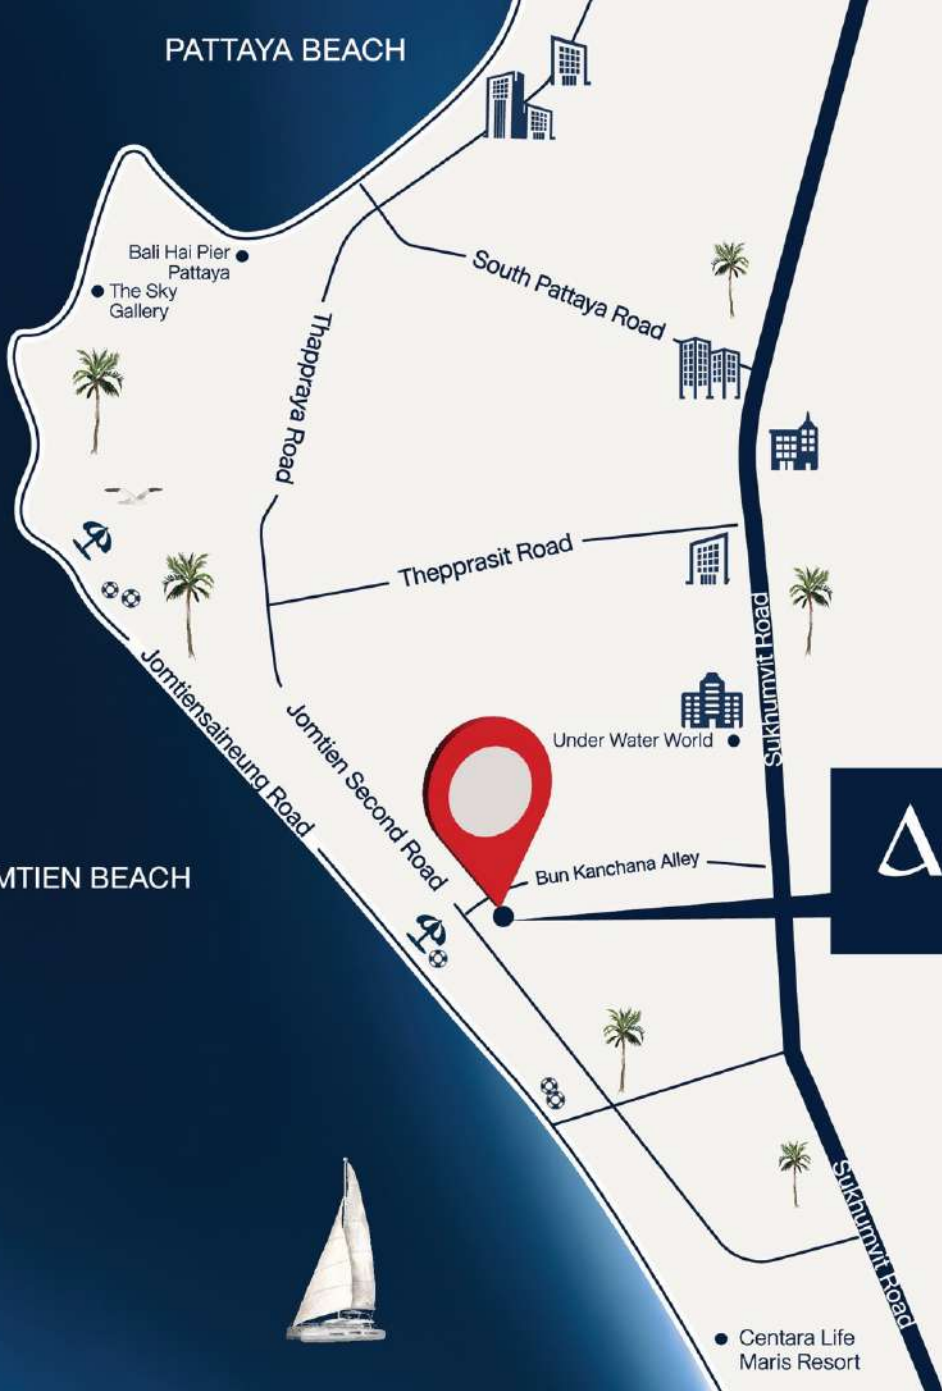 PATTAYA BEACH
Bali Hai Pier
Pattaya
The Sky
Gallery
South Pattaya Road
Thappraya Road
Thepprasit Road
Sukhumvit Road
Jomtiensaineung Road
Jomtien Second Road
Under Water World
Bun Kanchana Alley
MTIEN BEACH
A
Sukhumvit Road
Centara Life
Maris Resort